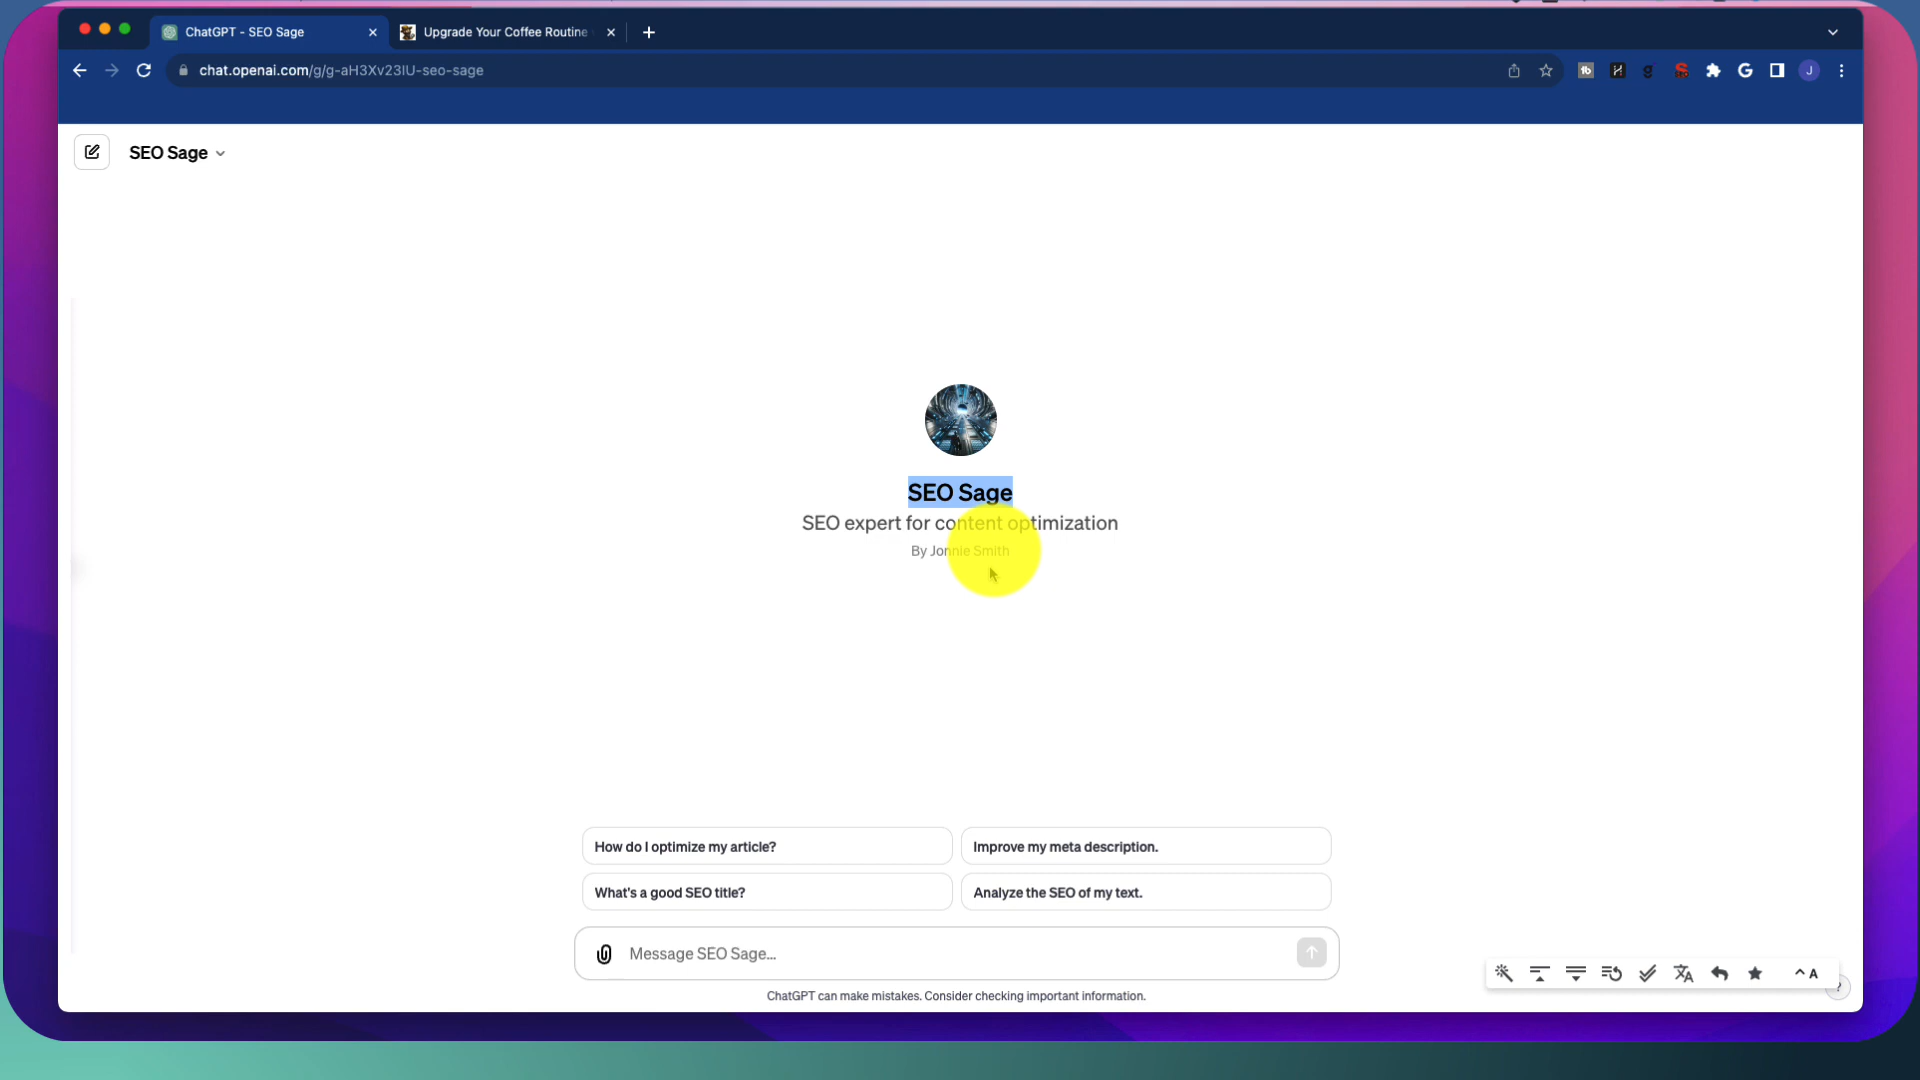 ChatGPT - SEO Sage
Upgrade Your Coffee Routine
chat.openai.com/g/g-aH3Xv23IU-seo-sage
J
SEO Sage
SEO Sage
SEO expert for content optimization
By Jonnie Smith
How do I optimize my article?
Improve my meta description.
What's a good SEO title?
Analyze the SEO of my text.
Message SEO Sage...
A
?
ChatGPT can make mistakes. Consider checking important information.